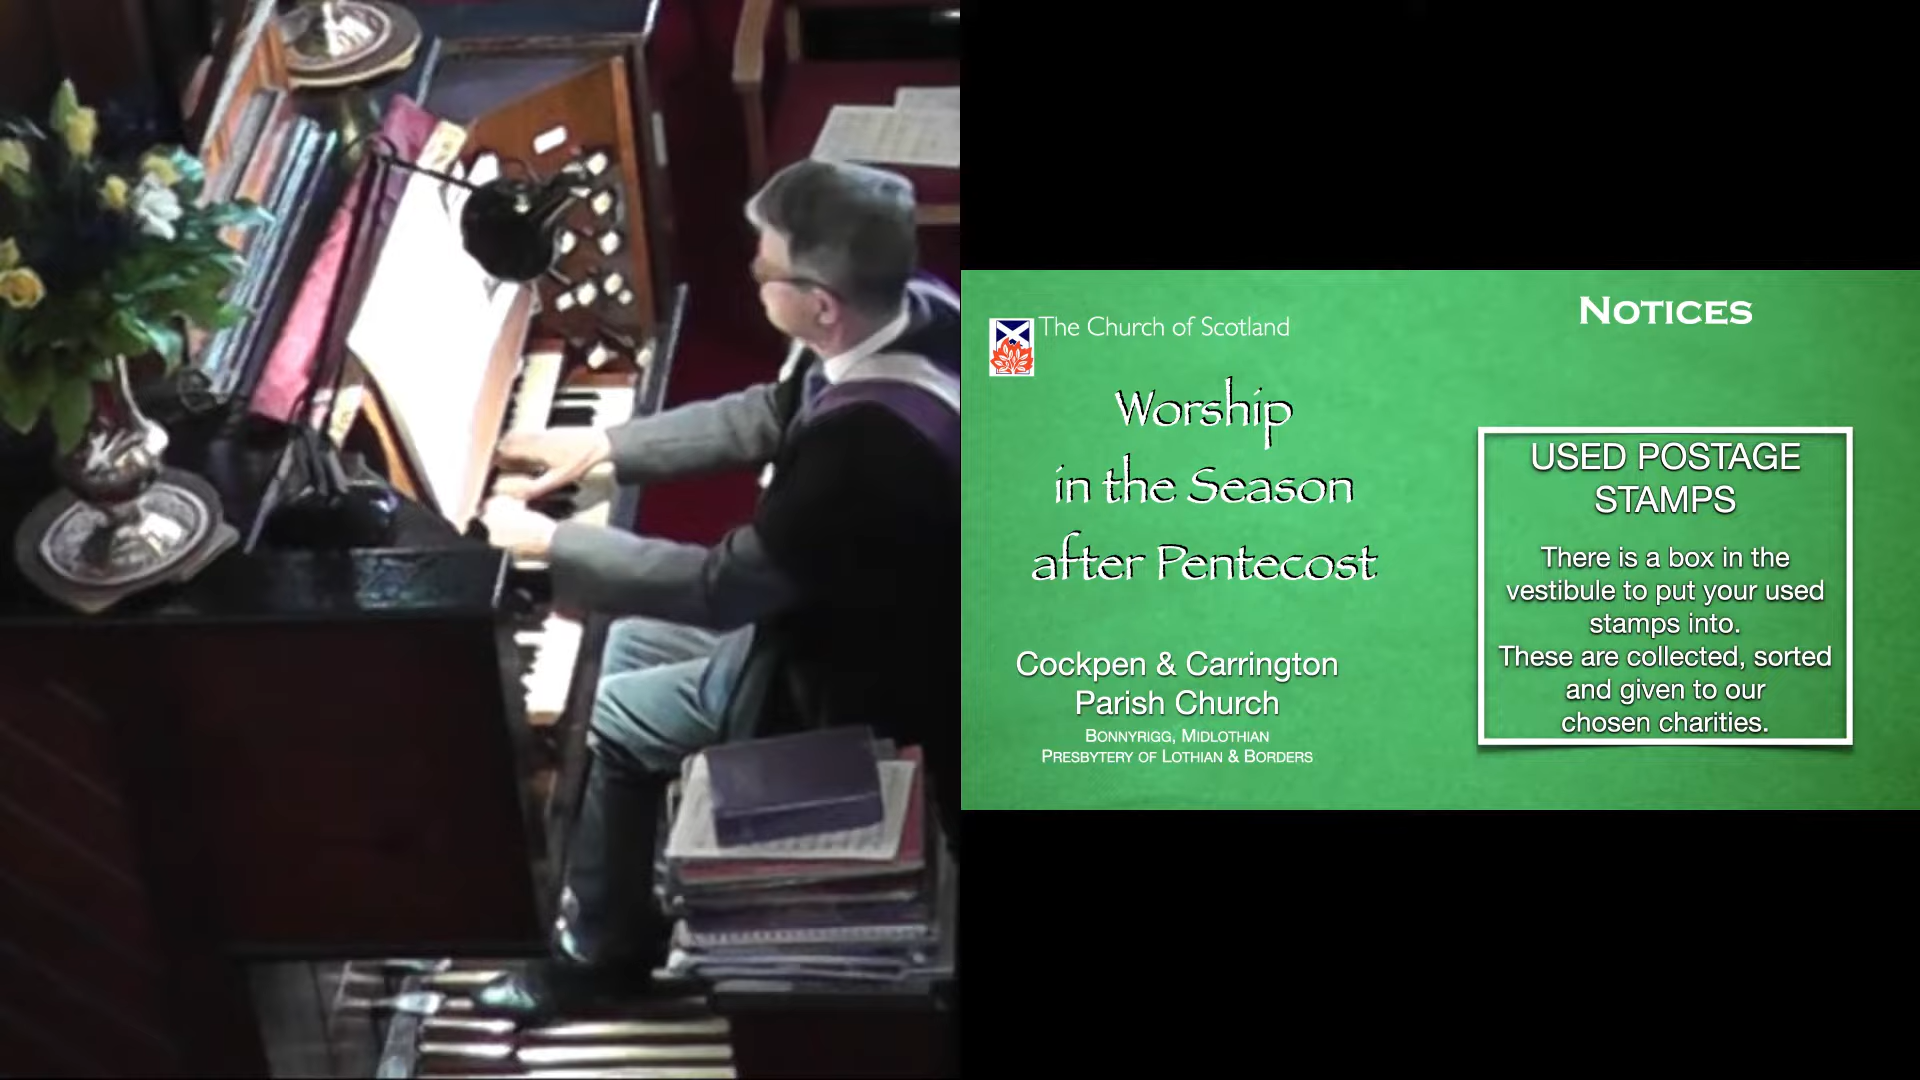 The Church of Scotland
Worship
in the Season
after Pentecost
Cockpen & Carrington
Parish Church
BONNYRIGG, MIDLOTHIAN
PRESBYTERY OF LOTHIAN & BORDERS
NOTICES
USED POSTAGE
STAMPS
There is a box in the
vestibule to put your used
stamps into.
These are collected, sorted
and given to our
chosen charities.